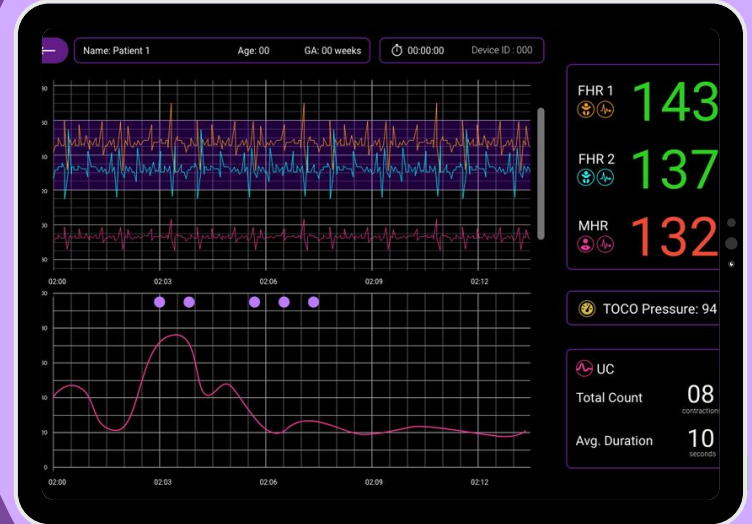 Name: Patient 1 Age: 00 GA: 00 weeks 00:00:00 Device ID : 000
FHR 1 143
FHR 2 137
MHR 132
02:00 02:03 02:06 02:09 02:12
TOCO Pressure: 94
UC
Total Count 08
contractions
Avg. Duration 10
seconds
20
0
02:00 02:03 02:06 02:09 02:12